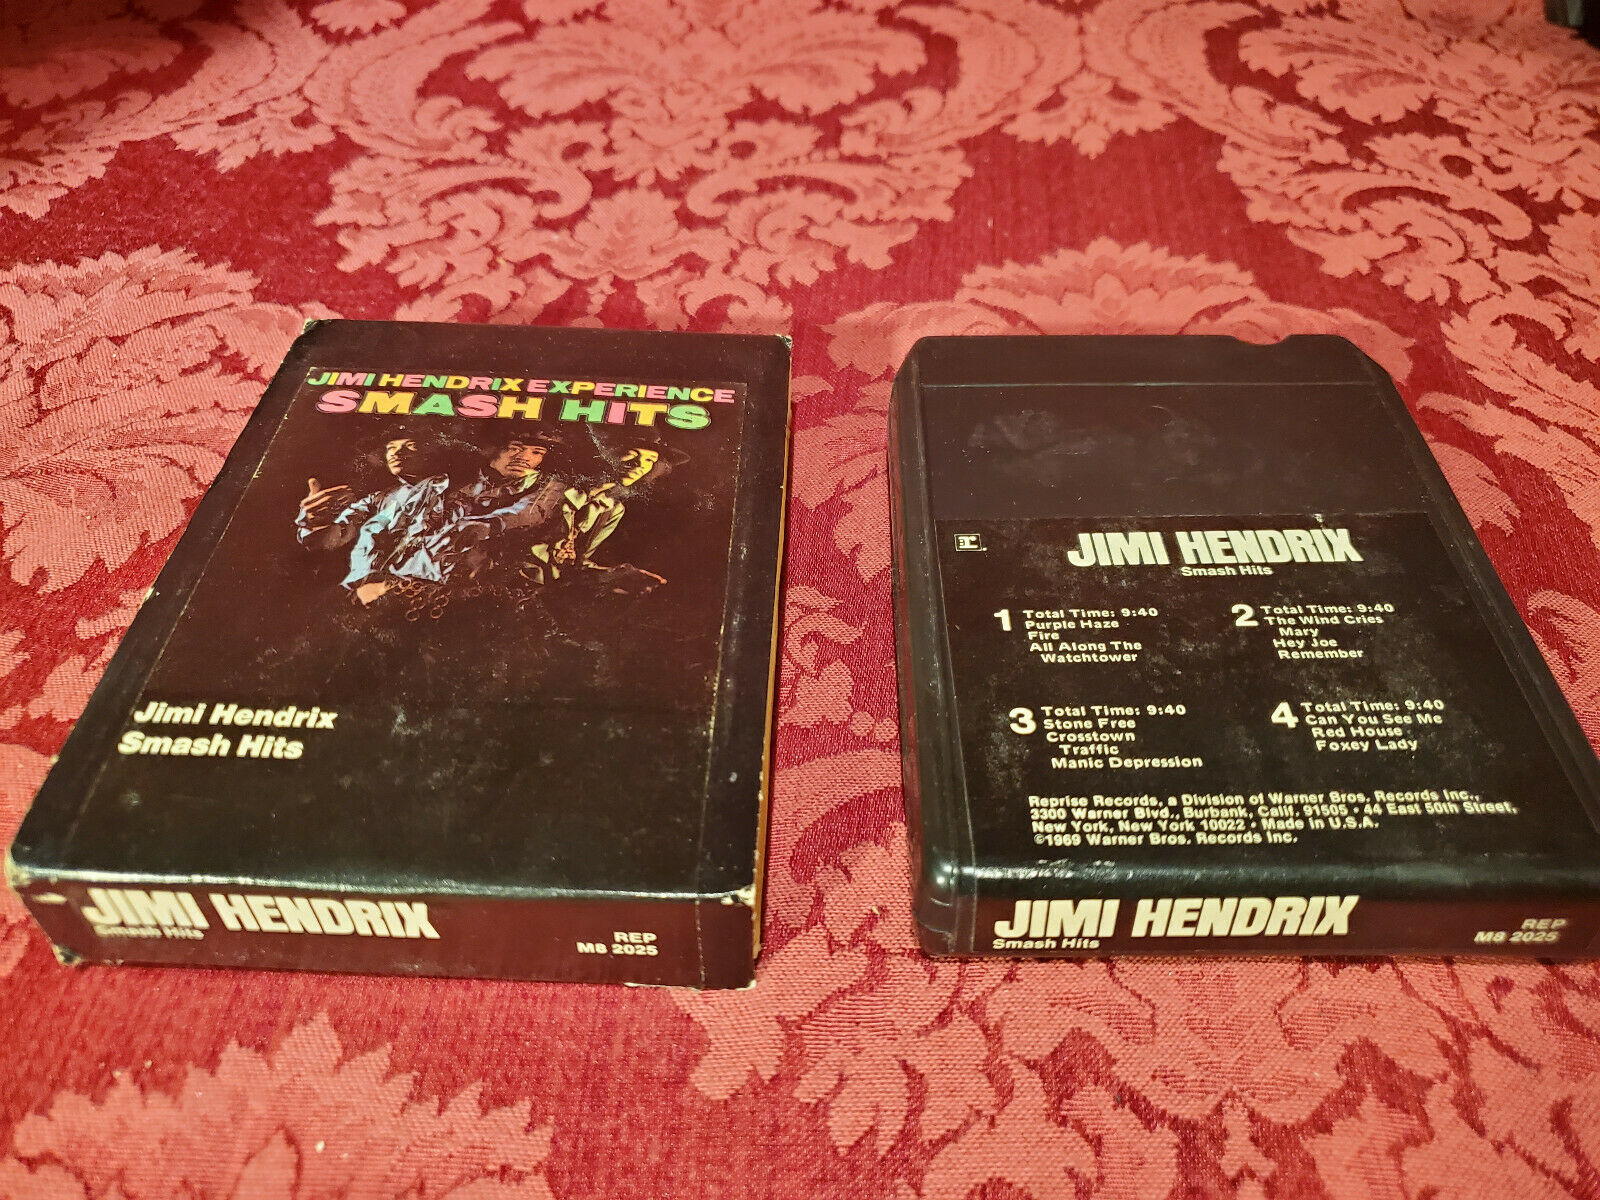 JIMI HENDRIX EXPERIENCE
SMASH HITS
Jimi Hendrix
Smash Hits
JIMI HENDRIX
Smash Hits
REP
M8 2025
r
JIMI HENDRIX
Smash Hits
1 Total Time: 9:40
Purple Haze
Fire
All Along The
Watchtower
2 Total Time: 9:40
The Wind Cries
Mary
Hey Joe
Remember
3 Total Time: 9:40
Stone Free
Crosstown
Traffic
Manic Depression
4 Total Time: 9:40
Can You See Me
Red House
Foxey Lady
Reprise Records, a Division of Warner Bros. Records Inc.,
3300 Warner Blvd., Burbank, Calif. 91505 • 44 East 50th Street,
New York, New York 10022 • Made in U.S.A.
©1969 Warner Bros. Records Inc.
JIMI HENDRIX
Smash Hits
REP
M8 2025